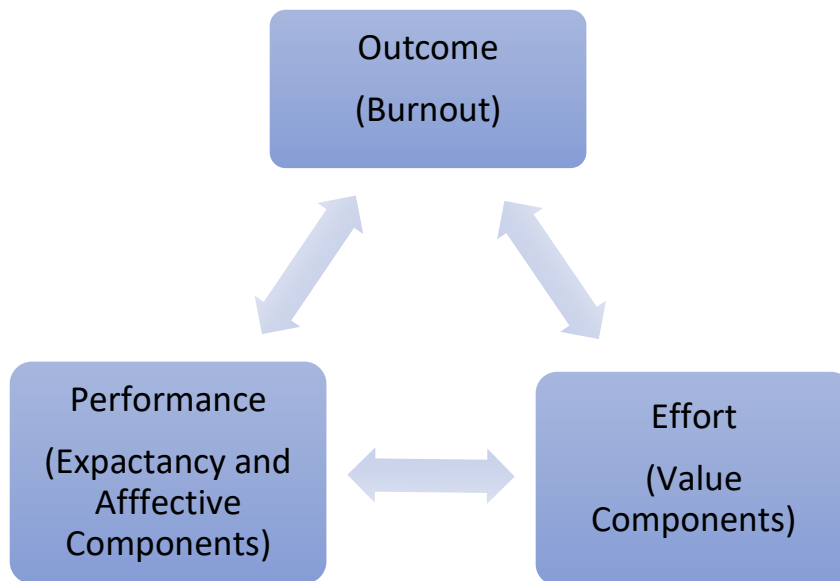 Outcome
(Burnout)
Performance
(Expactancy and
Afffective
Components)
Effort
(Value
Components)